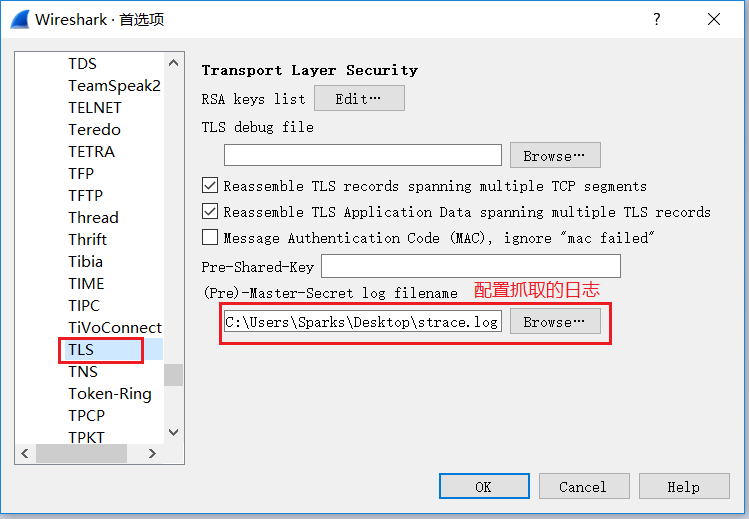 Wireshark · 首选项
TDS
TeamSpeak2
TELNET
Teredo
TETRA
TFP
TFTP
Thread
Thrift
Tibia
TIME
TIPC
TiVoConnect
TLS
TNS
Token-Ring
TPCP
TPKT
Transport Layer Security
RSA keys list Edit…
TLS debug file
Browse…
Reassemble TLS records spanning multiple TCP segments
Reassemble TLS Application Data spanning multiple TLS records
Message Authentication Code (MAC), ignore "mac failed"
Pre-Shared-Key
(Pre)-Master-Secret log filename 配置抓取的日志
C:\Users\Sparks\Desktop\strace.log Browse…
OK Cancel Help